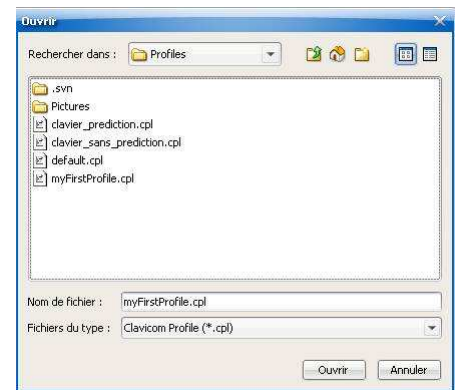 Ouvrir
Rechercher dans : Profiles
.svn
Pictures
clavier_prediction.cpl
clavier_sans_prediction.cpl
default.cpl
myFirstProfile.cpl
Nom de fichier : myFirstProfile.cpl
Fichiers du type : Clavicom Profile (*.cpl)
Ouvrir Annuler